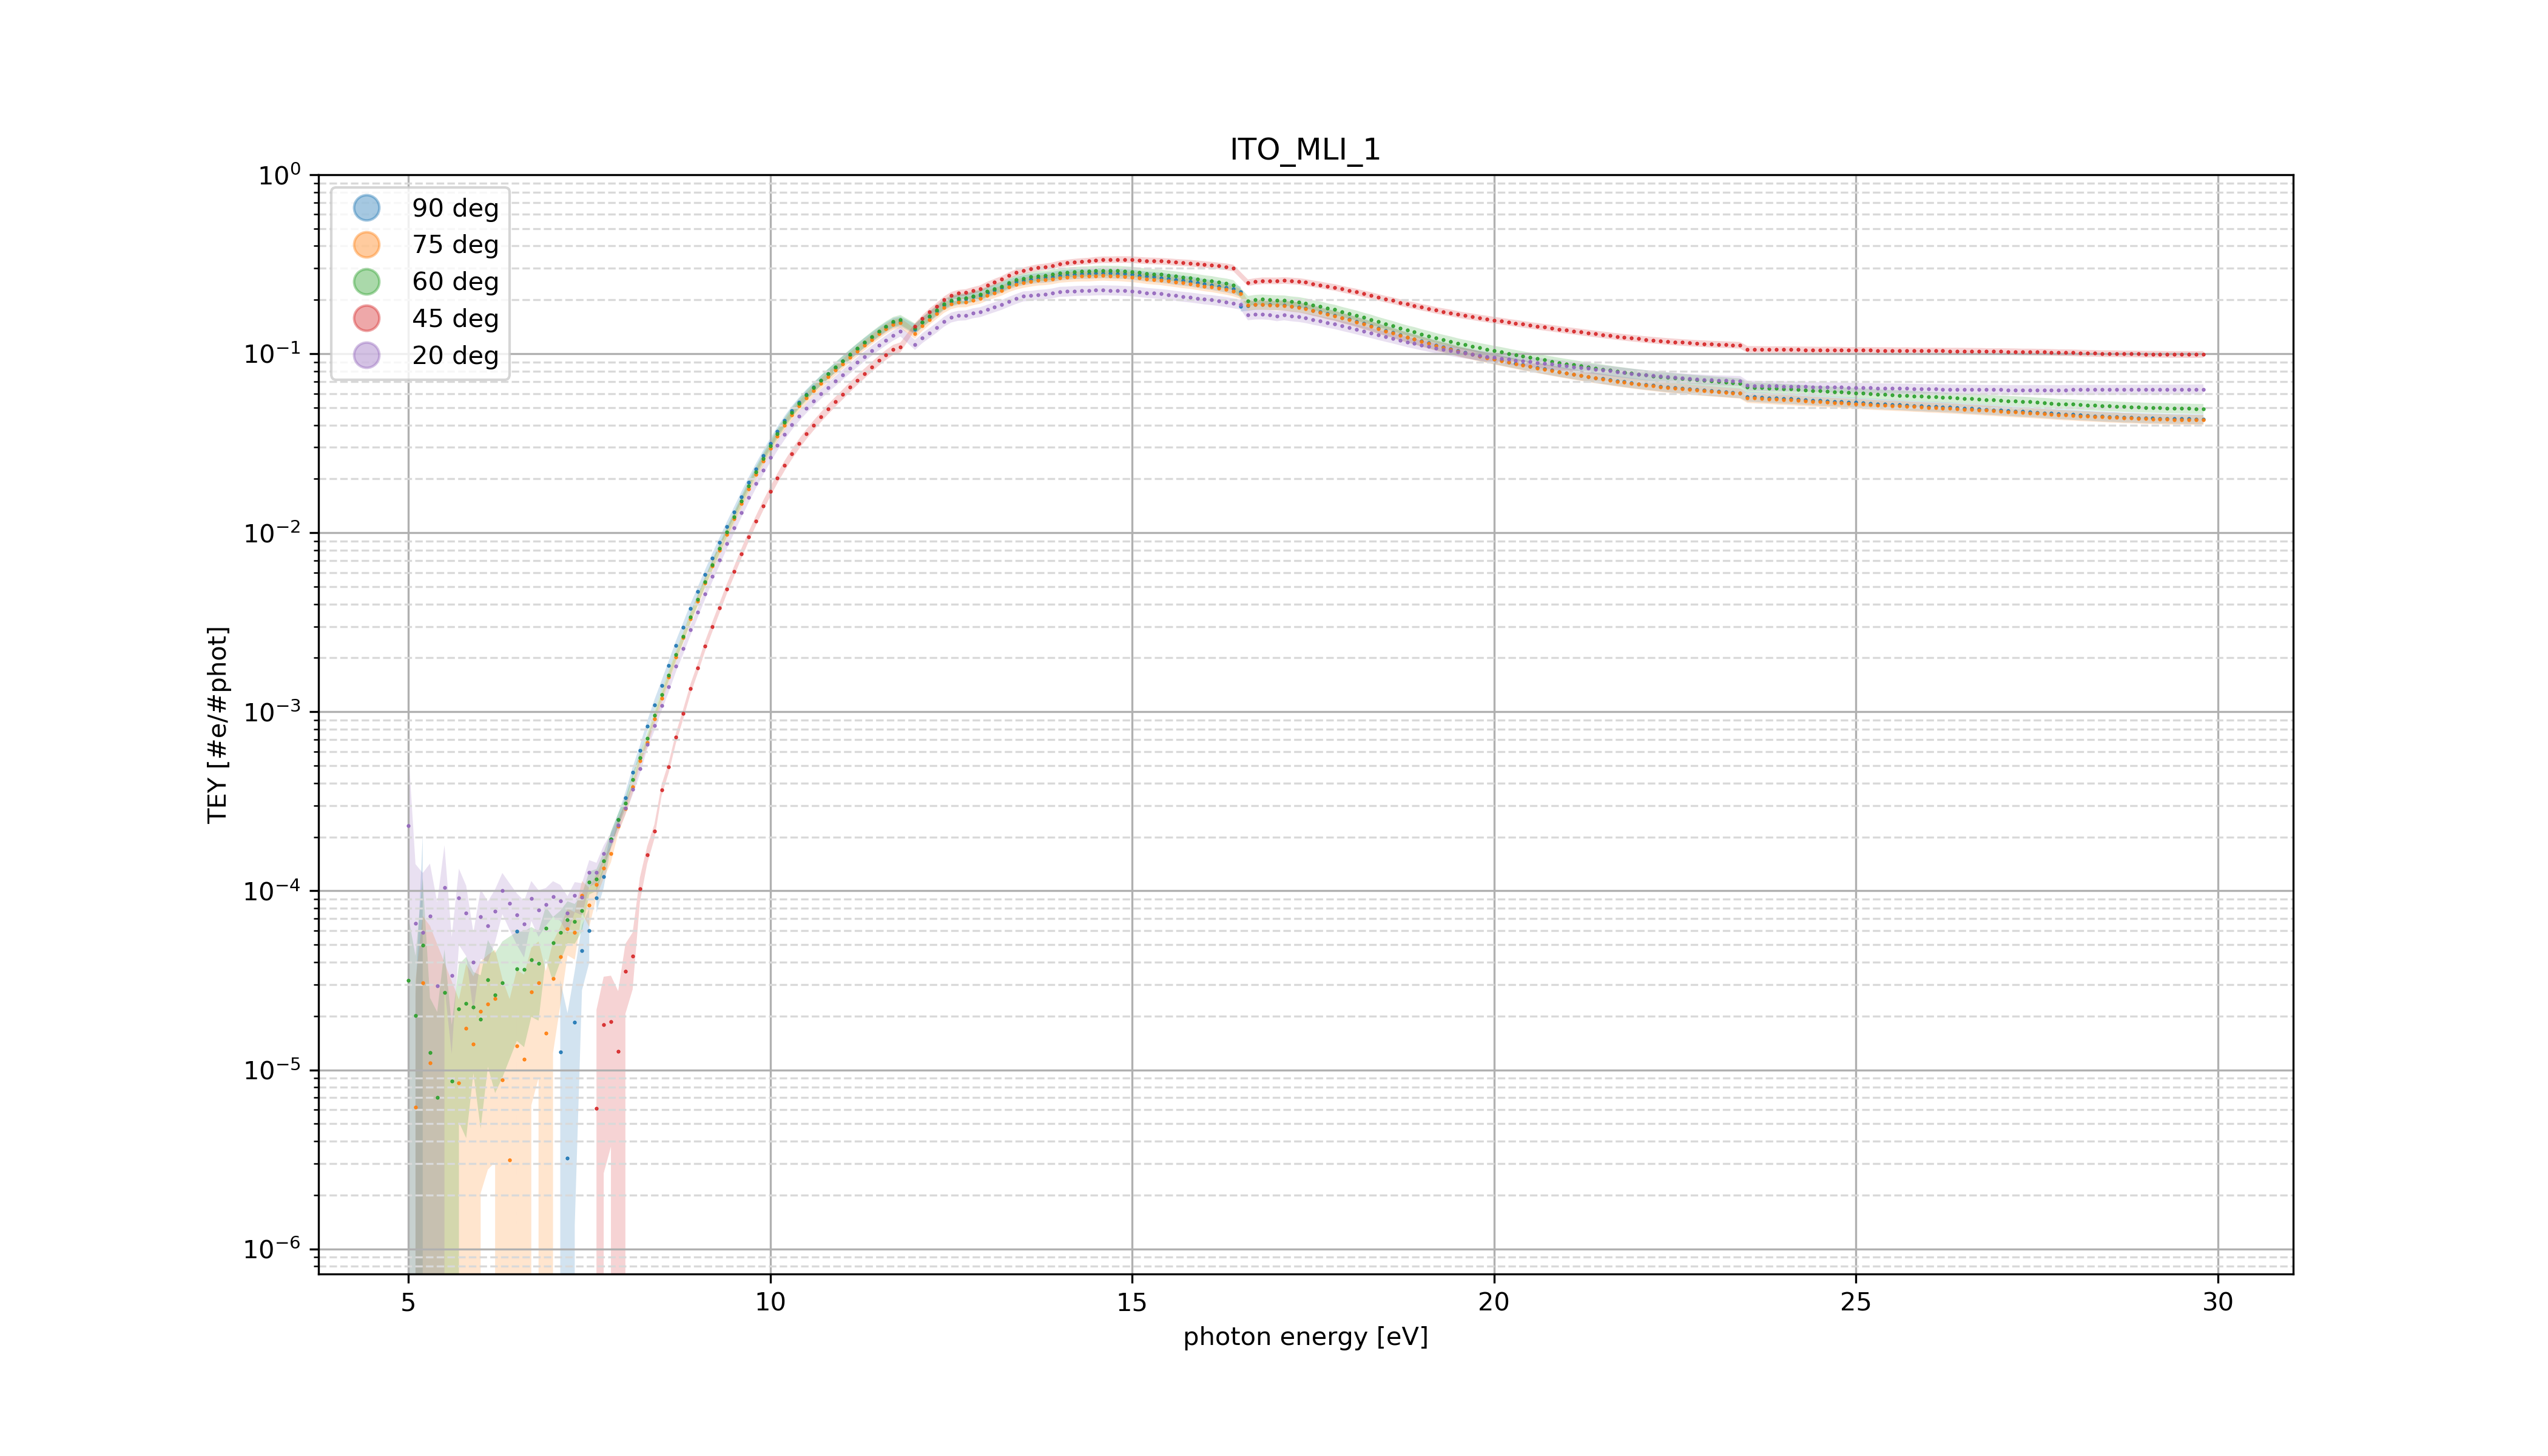 ITO_MLI_1
90 deg
75 deg
60 deg
45 deg
20 deg
TEY [#e/#phot]
10^0
10^-1
10^-2
10^-3
10^-4
10^-5
10^-6
5 10 15 20 25 30
photon energy [eV]